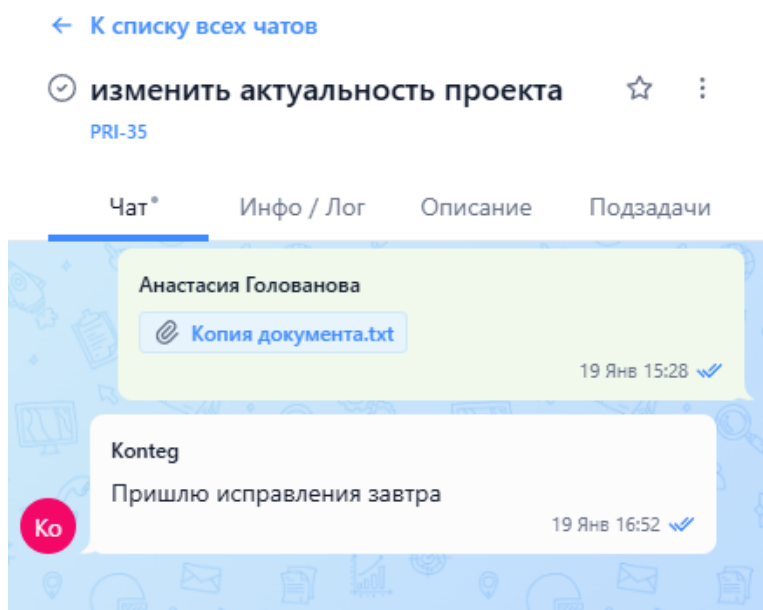 ← К списку всех чатов
изменить актуальность проекта
PRI-35
Чат Инфо / Лог Описание Подзадачи
Анастасия Голованова
Копия документа.txt
19 Янв 15:28
Konteg
Пришлю исправления завтра
Ко
19 Янв 16:52